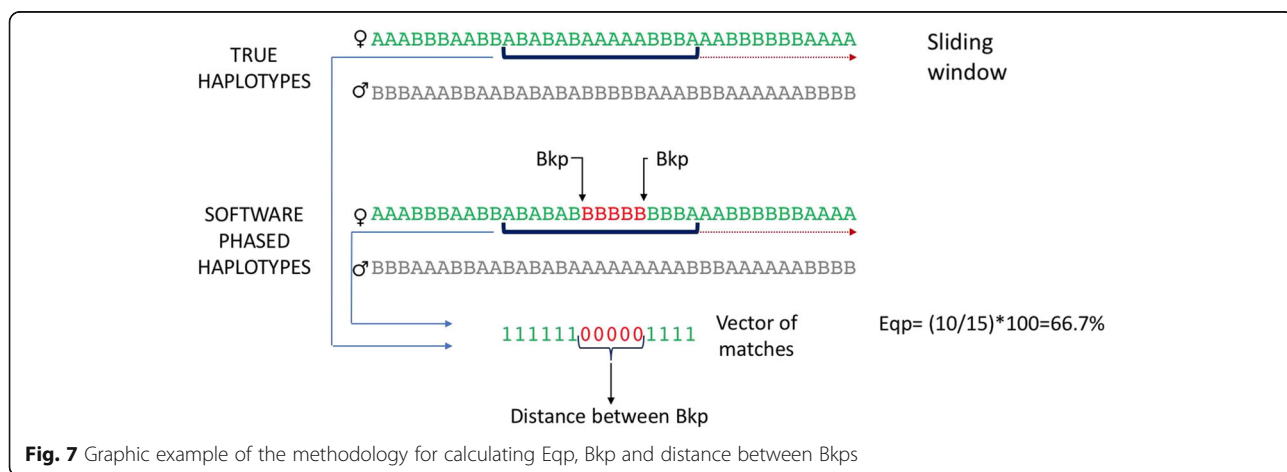 ♀ AAABBBAABBABABABAAAAABBBAAABBBBBBAAAA
TRUE
HAPLOTYPES
Sliding
window
♂ BBBAAABBAABABABABBBBBAAABBBAAAAAABBBB
Bkp Bkp
♀ AAABBBAABBABABABBBBBBBBBAAABBBBBBAAAA
SOFTWARE
PHASED
HAPLOTYPES
♂ BBBAAABBAABABABAAAAAAAAABBBAAAAAABBBB
111111000001111
Vector of
matches
Eqp= (10/15)*100=66.7%
Distance between Bkp
Fig. 7 Graphic example of the methodology for calculating Eqp, Bkp and distance between Bkps